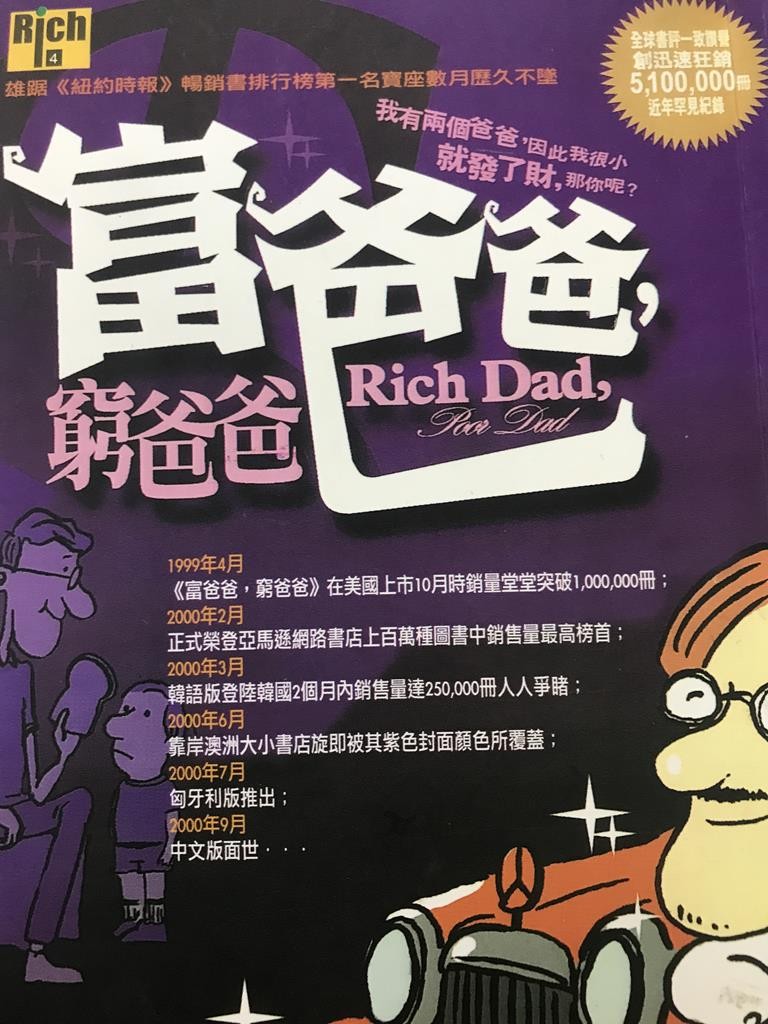 Rich
4
雄踞《紐約時報》暢銷書排行榜第一名寶座數月歷久不墜
全球書評一致讚譽
創迅速狂銷
5,100,000冊
近年罕見紀錄
我有兩個爸爸，因此我很小
就發了財，那你呢？
富爸爸，
窮爸爸
Rich Dad,
Poor Dad
1999年4月
《富爸爸，窮爸爸》在美國上市10月時銷量堂堂突破1,000,000冊；
2000年2月
正式榮登亞馬遜網路書店上百萬種圖書中銷售量最高榜首；
2000年3月
韓語版登陸韓國2個月內銷售量達250,000冊人人爭睹；
2000年6月
靠岸澳洲大小書店旋即被其紫色封面顏色所覆蓋；
2000年7月
匈牙利版推出；
2000年9月
中文版面世．．．